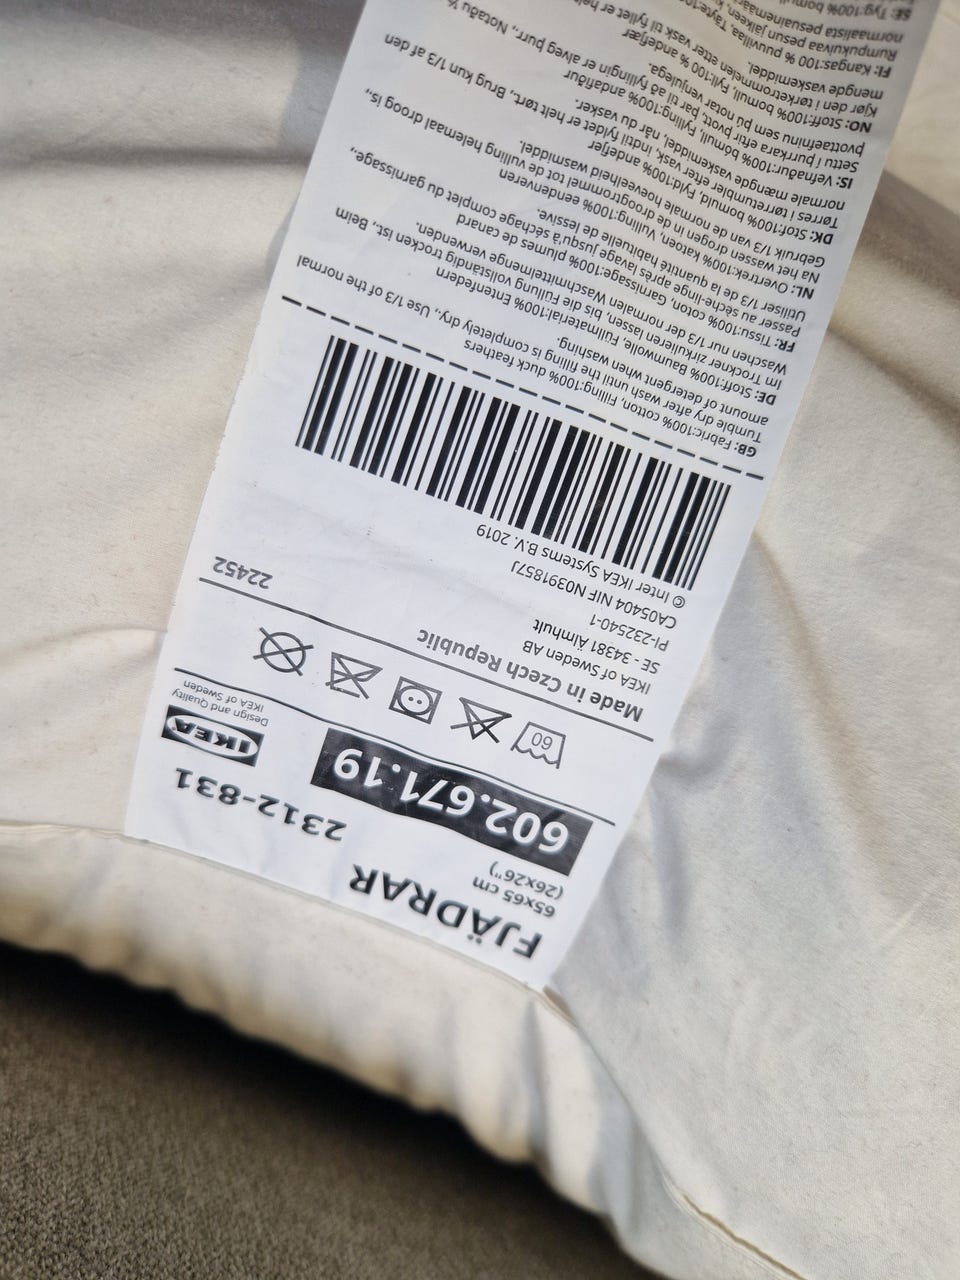 FJÄDRAR
65x65 cm
(26x26")
2312-831
602.671.19
IKEA
Design and Quality
IKEA of Sweden
60
Made in Czech Republic
22452
IKEA of Sweden AB
SE - 34381 Älmhult
PI-232540-1
CA05404 NIF N0391857J
© Inter IKEA Systems B.V. 2019
GB: Fabric:100% cotton, Filling:100% duck feathers
Tumble dry after wash until the filling is completely dry., Use 1/3 of the normal
amount of detergent when washing.
DE: Stoff:100% Baumwolle, Füllmaterial:100% Entenfedern
Im Trockner zirkulieren lassen, bis die Füllung vollständig trocken ist, Beim
Waschen nur 1/3 der normalen Waschmittelmenge verwenden.
FR: Tissu:100% coton, Garnissage:100% plumes de canard
Passer au sèche-linge après lavage jusqu'à séchage complet du garnissage.,
Utiliser 1/3 de la quantité habituelle de lessive.
NL: Overtrek:100% katoen, Vulling:100% eendenveren
Na het wassen drogen in de droogtrommel tot de vulling helemaal droog is.,
Gebruik 1/3 van de normale hoeveelheid wasmiddel.
DK: Stof:100% bomuld, Fyld:100% andefjer
Tørres i tørretumbler efter vask, indtil fyldet er helt tørt., Brug kun 1/3 af den
normale mængde vaskemiddel, når du vasker.
IS: Vefnaður:100% bómull, Fylling:100% andafiður
Settu í þurrkara eftir þvott, þar til að fyllingin er alveg þurr., Notaðu ⅓
þvottaefninu sem þú notar venjulega.
NO: Stoff:100% bomull, Fyll:100 % andefjær
Kjør den i tørketrommelen etter vask til fyllet er helt
mengde vaskemiddel.
FI: Kangas:100 % puuvillaa, Täyte:100
Rumpukuivaa pesun jälkeen,
normaalista pesuainemäärä
SE: Tyg:100% bomull